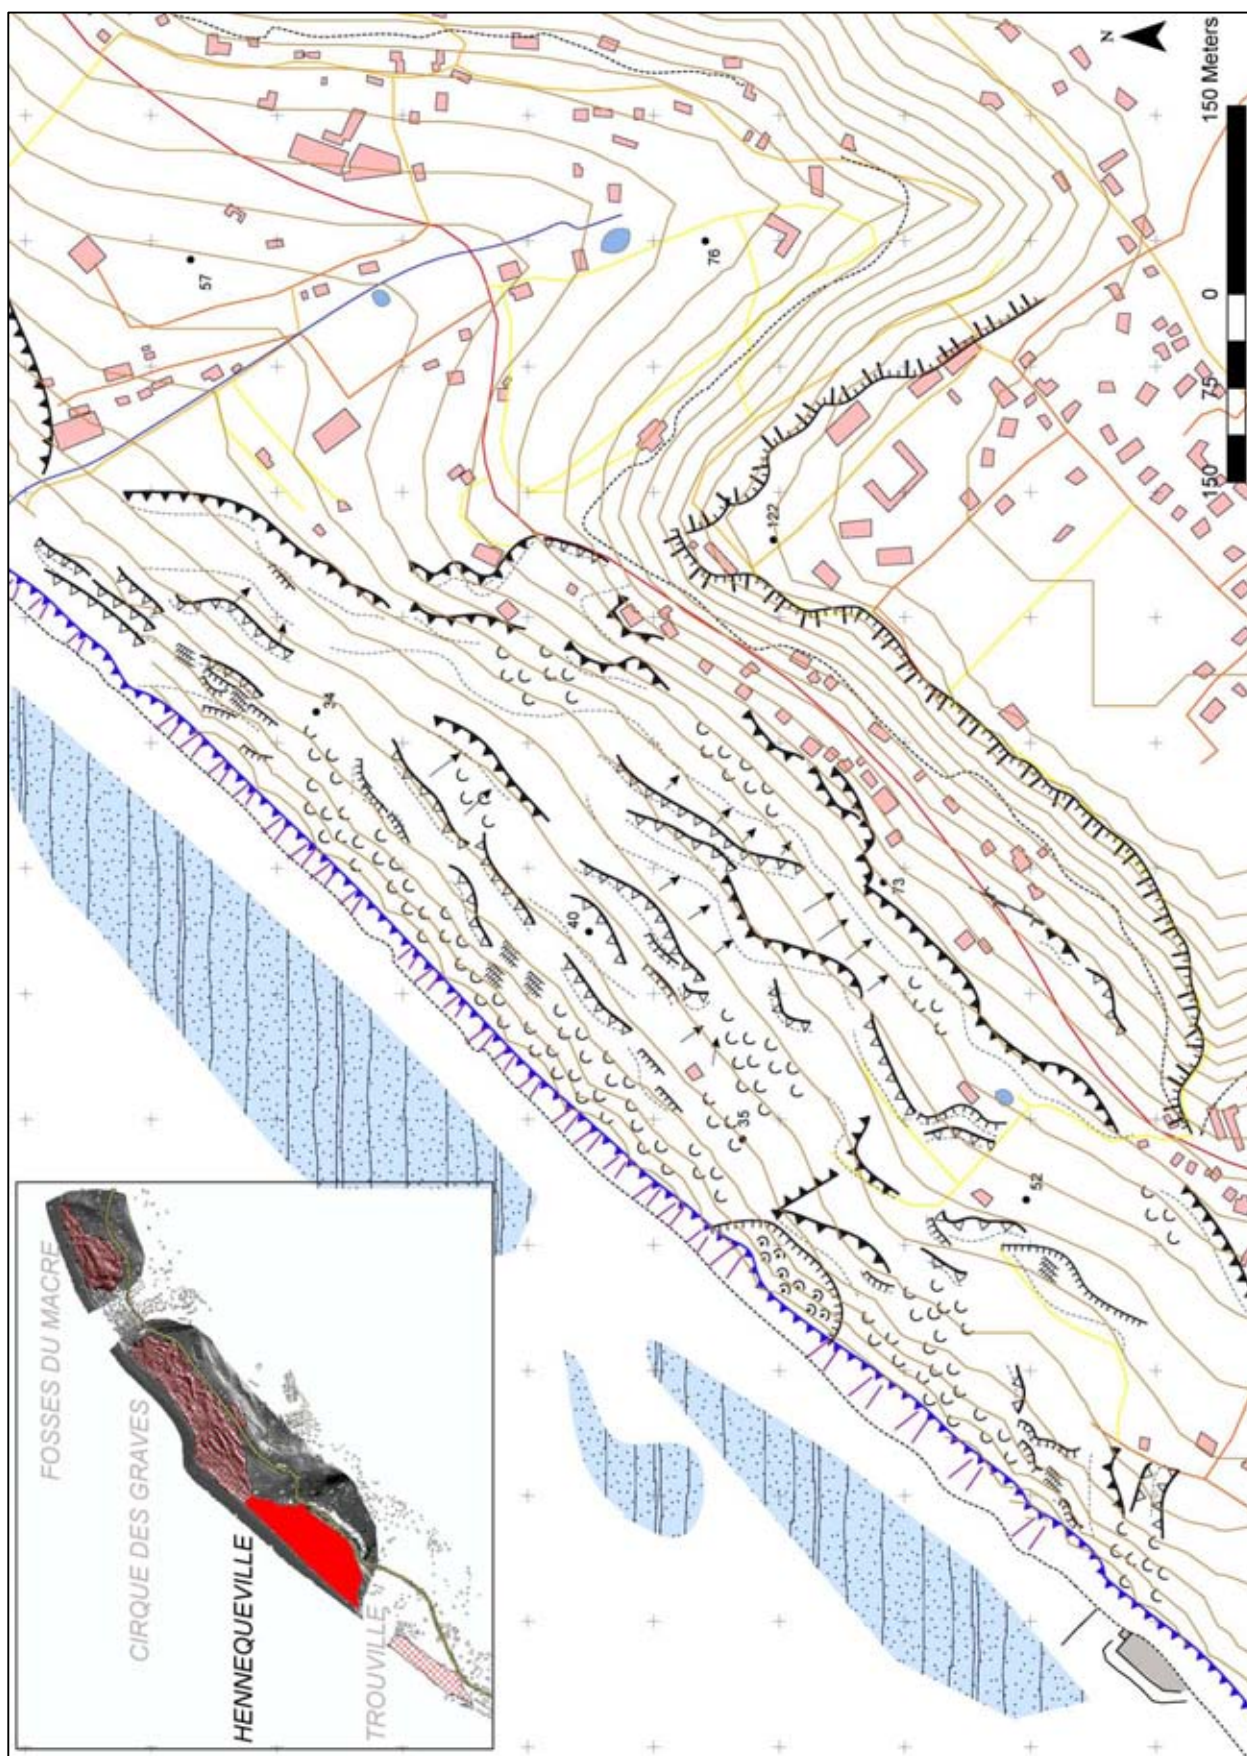 FOSSES DU MACRE
CIRQUE DES GRAVES
HENNEQUEVILLE
TROUVILLE
57
76
122
34
40
73
35
52
N
150 75 0 150 Meters